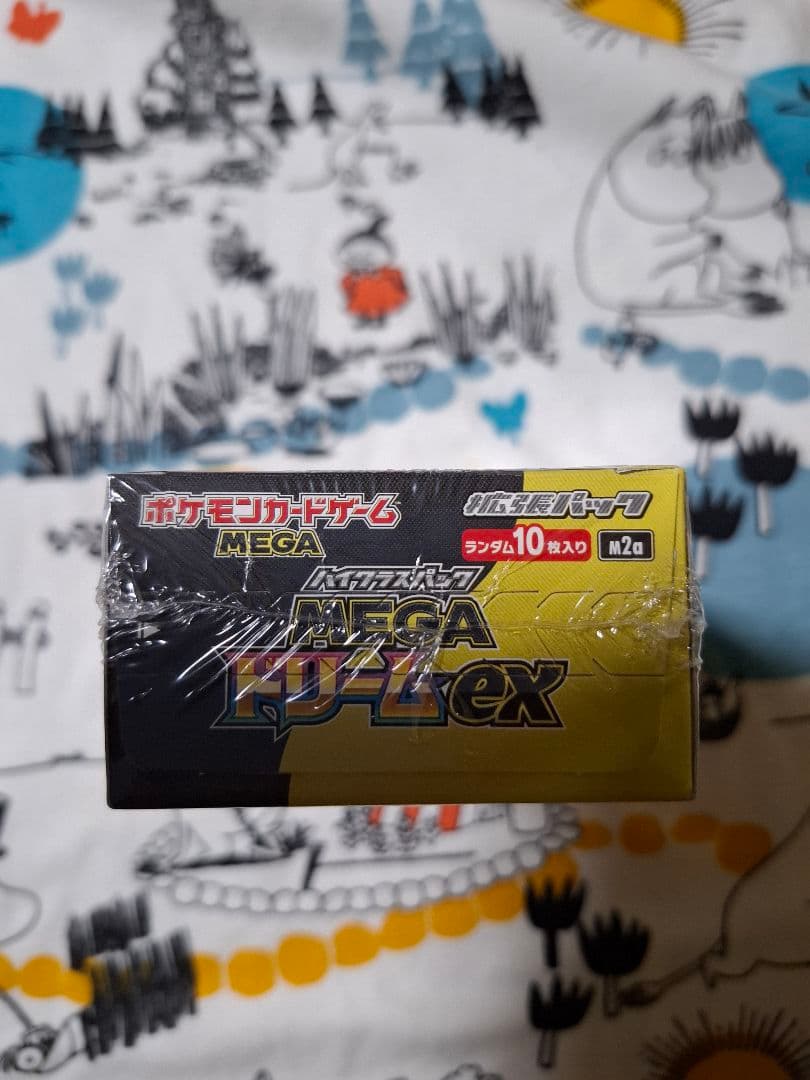 ポケモンカードゲーム
MEGA
拡張パック
ランダム10枚入り
M2a
ハイクラスパック
MEGA
ドリームex